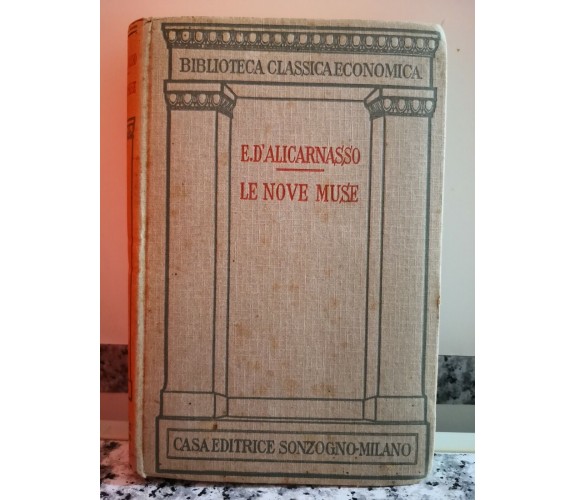 BIBLIOTECA CLASSICA ECONOMICA
E. D'ALICARNASSO
LE NOVE MUSE
CASA EDITRICE SONZOGNO-MILANO